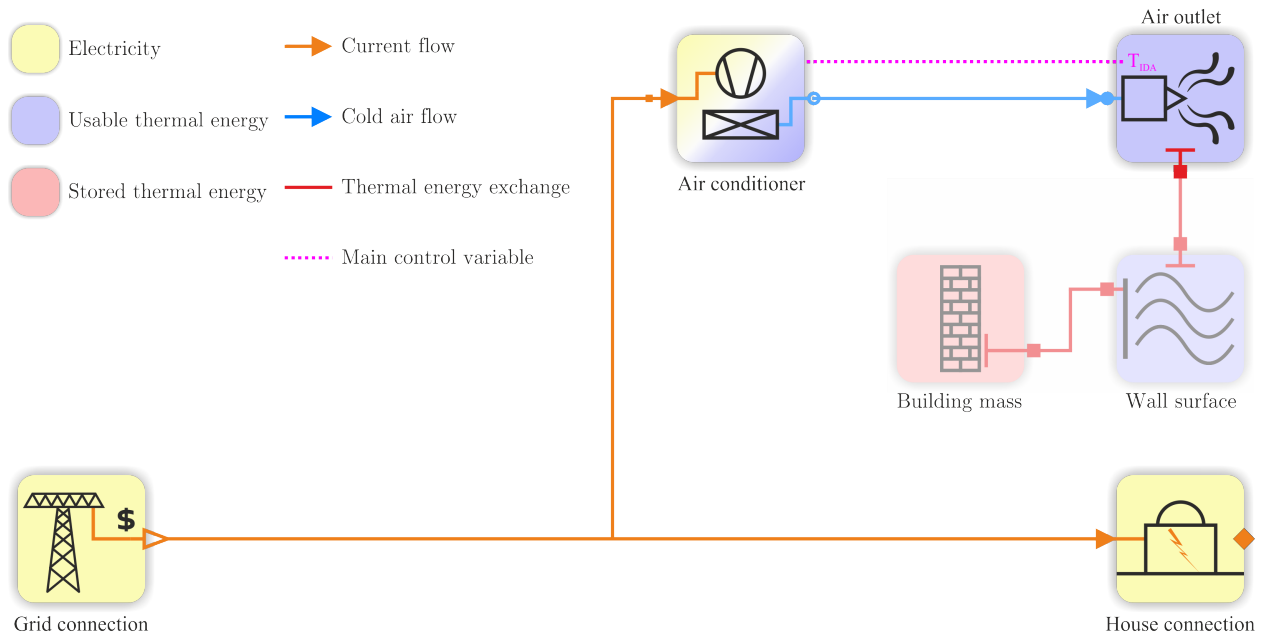 Air outlet
Electricity
Current flow
T_IDA
Usable thermal energy
Cold air flow
Stored thermal energy
Thermal energy exchange
Air conditioner
Main control variable
Building mass
Wall surface
$
Grid connection
House connection